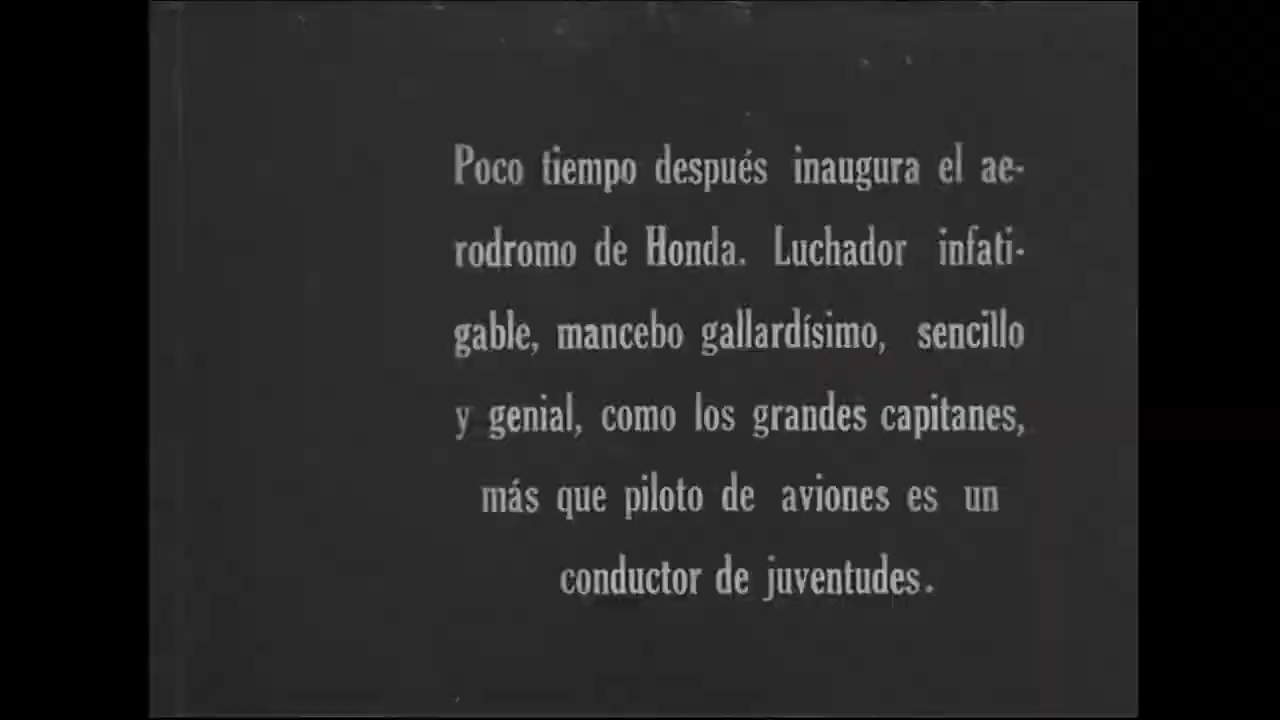 Poco tiempo después inaugura el ae-
rodromo de Honda. Luchador infati-
gable, mancebo gallardísimo, sencillo
y genial, como los grandes capitanes,
más que piloto de aviones es un
conductor de juventudes.